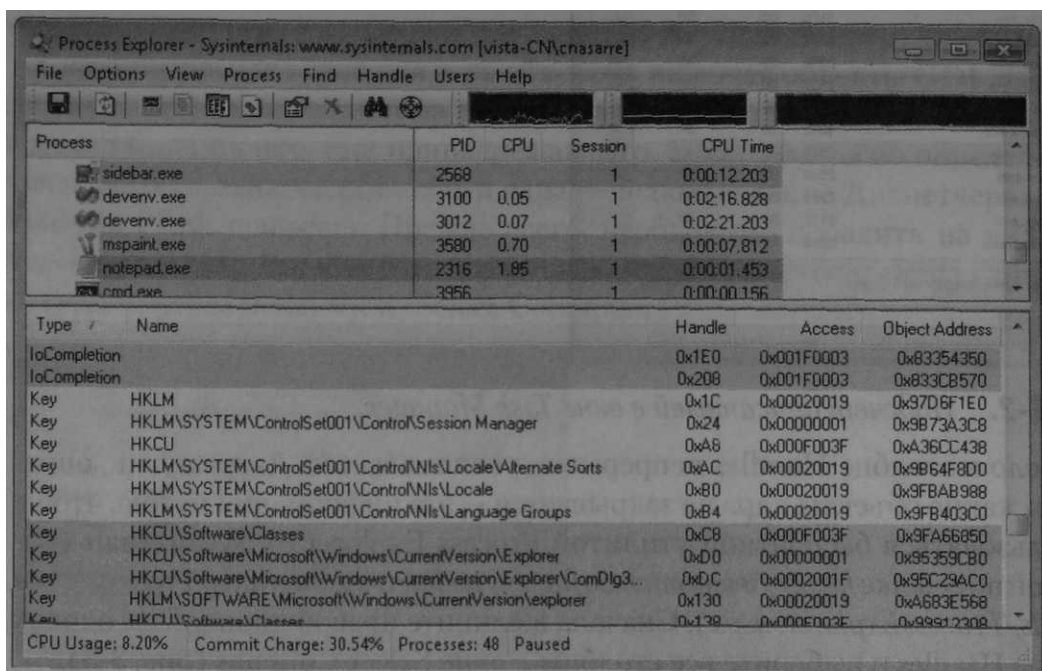 Process Explorer - Sysinternals: www.sysinternals.com [vista-CN\cnasarre]
File Options View Process Find Handle Users Help
Process PID CPU Session CPU Time
sidebar.exe 2568 1 0:00:12.203
devenv.exe 3100 0.05 1 0:02:16.828
devenv.exe 3012 0.07 1 0:02:21.203
mspaint.exe 3580 0.70 1 0:00:07.812
notepad.exe 2316 1.85 1 0:00:01.453
cmd.exe 3956 1 0:00:00.156
Type Name Handle Access Object Address
IoCompletion 0x1E0 0x001F0003 0x83354350
IoCompletion 0x208 0x001F0003 0x833CB570
Key HKLM 0x1C 0x00020019 0x97D6F1E0
Key HKLM\SYSTEM\ControlSet001\Control\Session Manager 0x24 0x00000001 0x9B73A3C8
Key HKCU 0xA8 0x000F003F 0xA36CC438
Key HKLM\SYSTEM\ControlSet001\Control\Nls\Locale\Alternate Sorts 0xAC 0x00020019 0x9B64F8D0
Key HKLM\SYSTEM\ControlSet001\Control\Nls\Locale 0xB0 0x00020019 0x9FBAB988
Key HKLM\SYSTEM\ControlSet001\Control\Nls\Language Groups 0xB4 0x00020019 0x9FB403C0
Key HKCU\Software\Classes 0xC8 0x000F003F 0x9FA66850
Key HKCU\Software\Microsoft\Windows\CurrentVersion\Explorer 0xD0 0x00000001 0x95359CB0
Key HKCU\Software\Microsoft\Windows\CurrentVersion\Explorer\ComDlg3... 0xDC 0x0002001F 0x95C29AC0
Key HKLM\SOFTWARE\Microsoft\Windows\CurrentVersion\explorer 0x130 0x00020019 0xA683E568
Key HKCU\Software\Classes 0x138 0x000F003F 0x99912308
CPU Usage: 8.20% Commit Charge: 30.54% Processes: 48 Paused